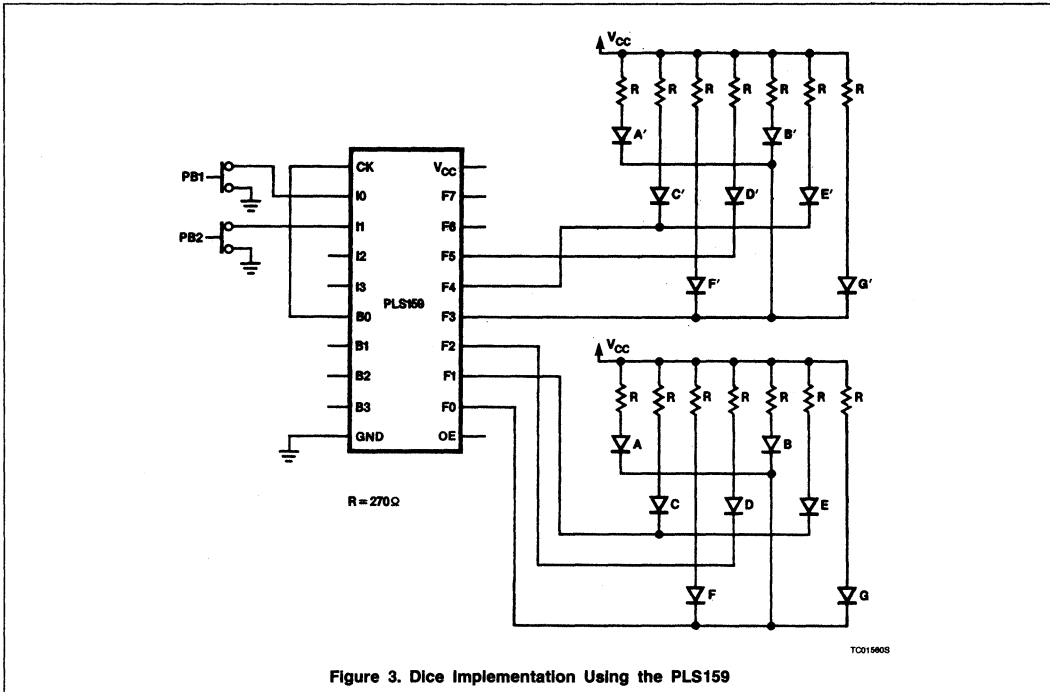 VCC
R R R R R R R
A' B'
C' D' E'
F' G'
PB1
PB2
CK VCC
I0 F7
I1 F6
I2 F5
I3 F4
PLS159
B0 F3
B1 F2
B2 F1
B3 F0
GND OE
R = 270Ω
VCC
R R R R R R R
A B
C D E
F G
TC01560S
Figure 3. Dice Implementation Using the PLS159